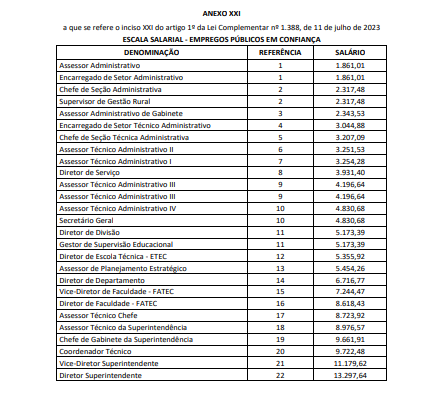 ANEXO XXI
a que se refere o inciso XXI do artigo 1º da Lei Complementar nº 1.388, de 11 de julho de 2023
ESCALA SALARIAL - EMPREGOS PÚBLICOS EM CONFIANÇA
DENOMINAÇÃO REFERÊNCIA SALÁRIO
Assessor Administrativo 1 1.861,01
Encarregado de Setor Administrativo 1 1.861,01
Chefe de Seção Administrativa 2 2.317,48
Supervisor de Gestão Rural 2 2.317,48
Assessor Administrativo de Gabinete 3 2.343,53
Encarregado de Setor Técnico Administrativo 4 3.044,88
Chefe de Seção Técnica Administrativa 5 3.207,09
Assessor Técnico Administrativo II 6 3.251,53
Assessor Técnico Administrativo I 7 3.254,28
Diretor de Serviço 8 3.931,40
Assessor Técnico Administrativo III 9 4.196,64
Assessor Técnico Administrativo III 9 4.196,64
Assessor Técnico Administrativo IV 10 4.830,68
Secretário Geral 10 4.830,68
Diretor de Divisão 11 5.173,39
Gestor de Supervisão Educacional 11 5.173,39
Diretor de Escola Técnica - ETEC 12 5.355,92
Assessor de Planejamento Estratégico 13 5.454,26
Diretor de Departamento 14 6.716,77
Vice-Diretor de Faculdade - FATEC 15 7.244,47
Diretor de Faculdade - FATEC 16 8.618,43
Assessor Técnico Chefe 17 8.723,92
Assessor Técnico da Superintendência 18 8.976,57
Chefe de Gabinete da Superintendência 19 9.661,91
Coordenador Técnico 20 9.722,48
Vice-Diretor Superintendente 21 11.179,62
Diretor Superintendente 22 13.297,64